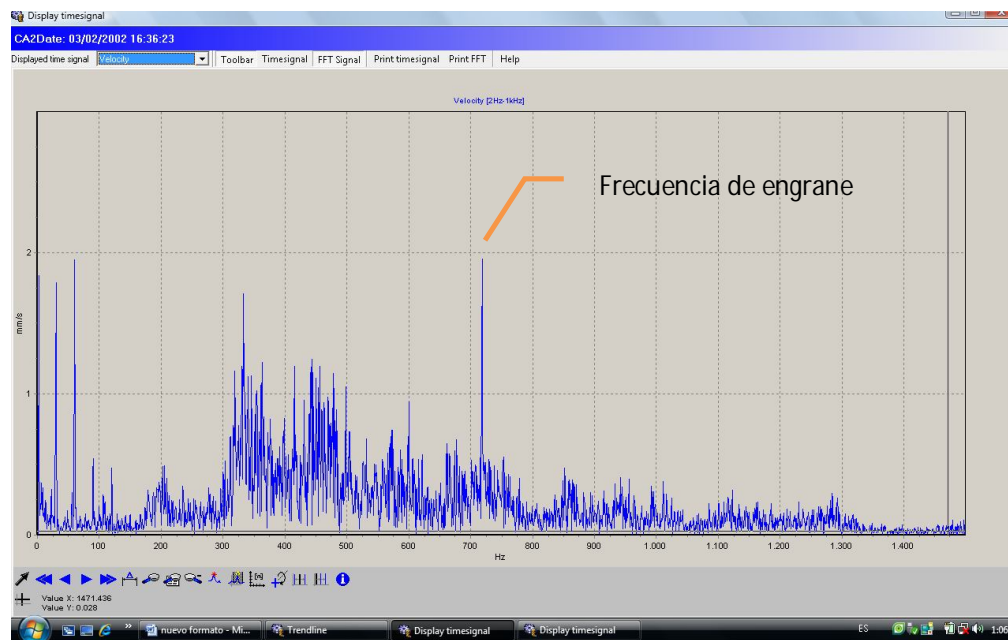 Display timesignal
CA2Date: 03/02/2002 16:36:23
Displayed time signal Velocity Toolbar Timesignal FFT Signal Print timesignal Print FFT Help
Velocity [2Hz-1kHz]
Frecuencia de engrane
2
mm/s
1
0
0 100 200 300 400 500 600 700 800 900 1.000 1.100 1.200 1.300 1.400
Hz
Value X: 1471.436
Value Y: 0.028
» nuevo formato - Mi... Trendline Display timesignal Display timesignal ES 1:06